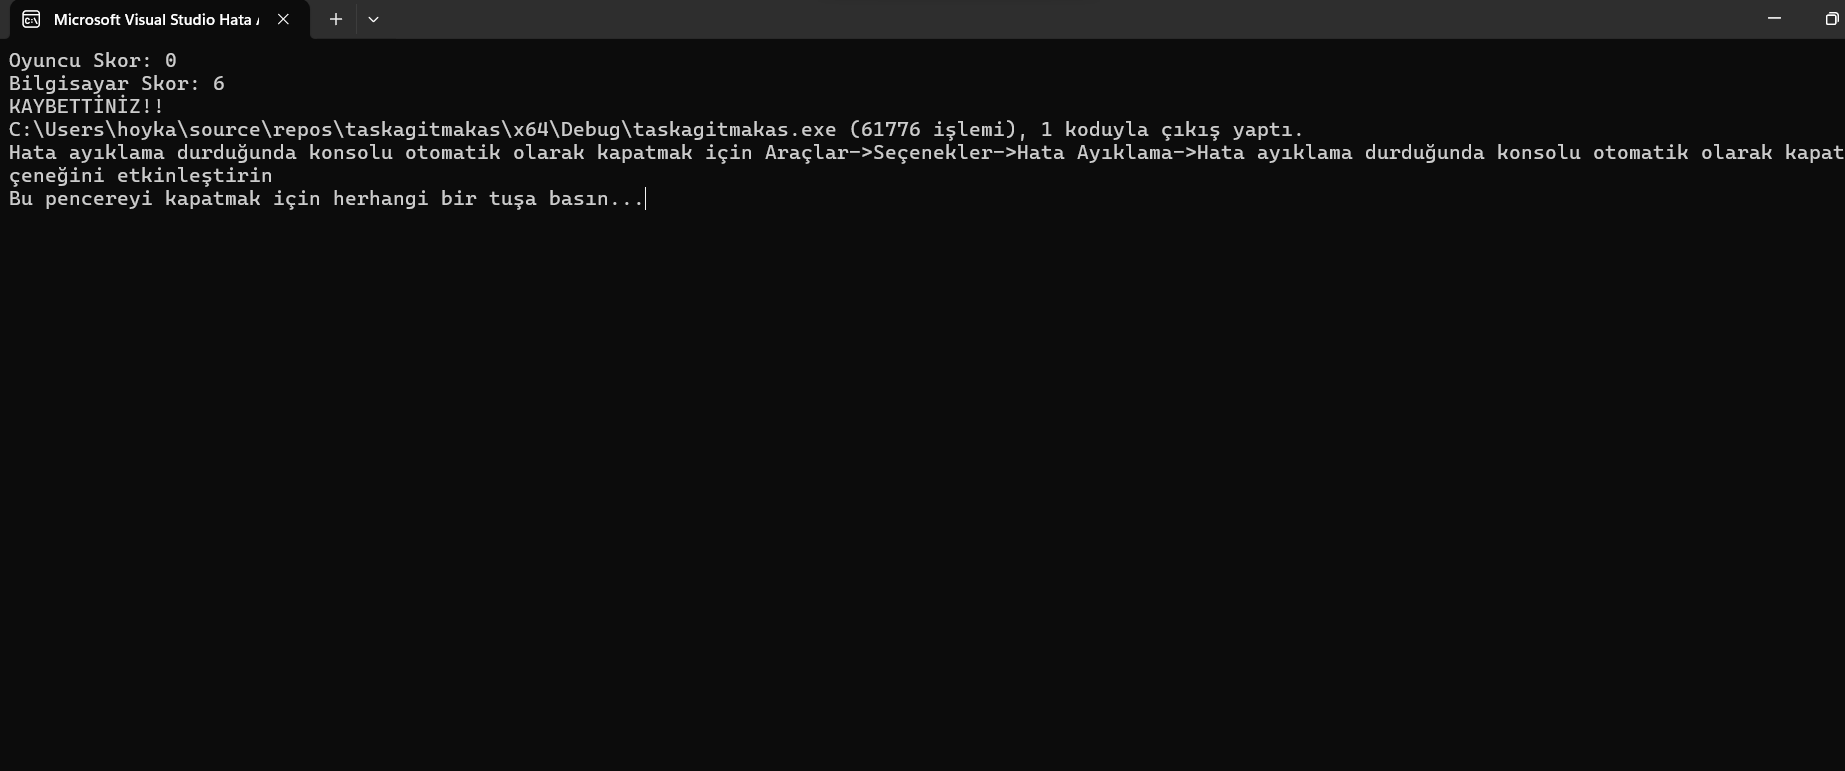 Microsoft Visual Studio Hata
Oyuncu Skor: 0
Bilgisayar Skor: 6
KAYBETTİNİZ!!
C:\Users\hoyka\source\repos\taskagitmakas\x64\Debug\taskagitmakas.exe (61776 işlemi), 1 koduyla çıkış yaptı.
Hata ayıklama durduğunda konsolu otomatik olarak kapatmak için Araçlar->Seçenekler->Hata Ayıklama->Hata ayıklama durduğunda konsolu otomatik olarak kapat
çeneğini etkinleştirin
Bu pencereyi kapatmak için herhangi bir tuşa basın...